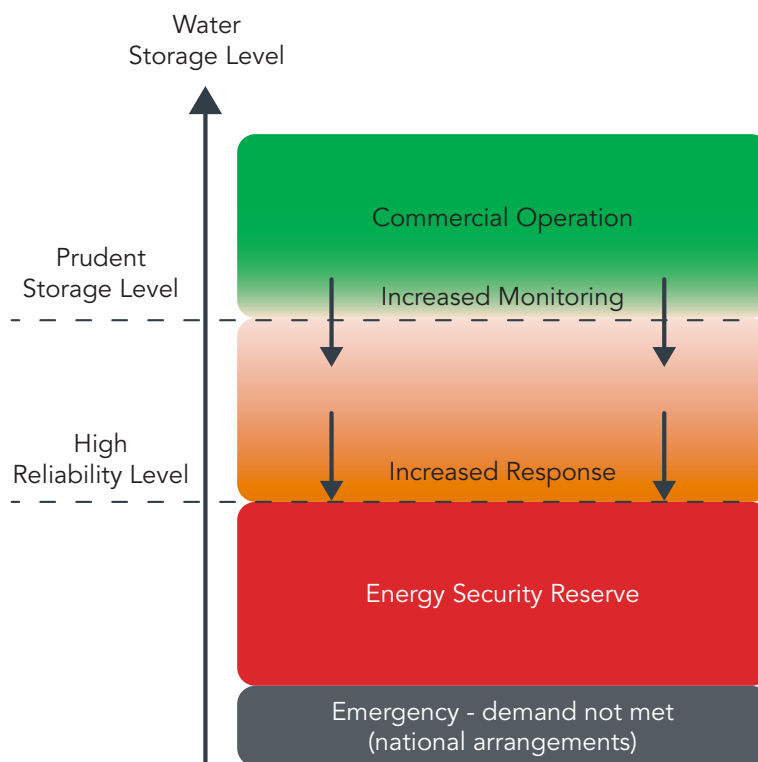 Water
Storage Level
Commercial Operation
Prudent
Storage Level
Increased Monitoring
High
Reliability Level
Increased Response
Energy Security Reserve
Emergency - demand not met
(national arrangements)